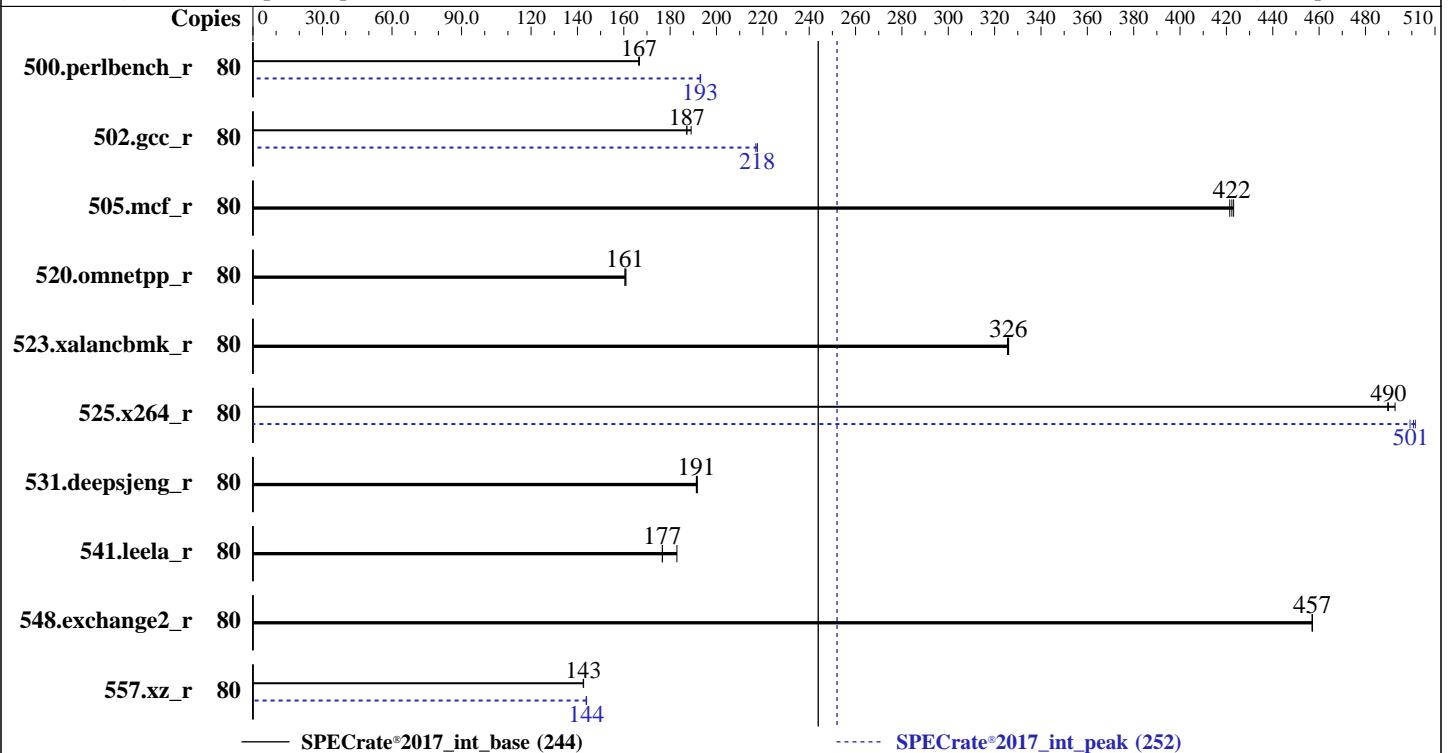 Copies 0 30.0 60.0 90.0 120 140 160 180 200 220 240 260 280 300 320 340 360 380 400 420 440 460 480 510
167
500.perlbench_r 80
193
187
502.gcc_r 80
218
422
505.mcf_r 80
161
520.omnetpp_r 80
326
523.xalancbmk_r 80
490
525.x264_r 80
501
191
531.deepsjeng_r 80
177
541.leela_r 80
457
548.exchange2_r 80
143
557.xz_r 80
144
SPECrate®2017_int_base (244) SPECrate®2017_int_peak (252)